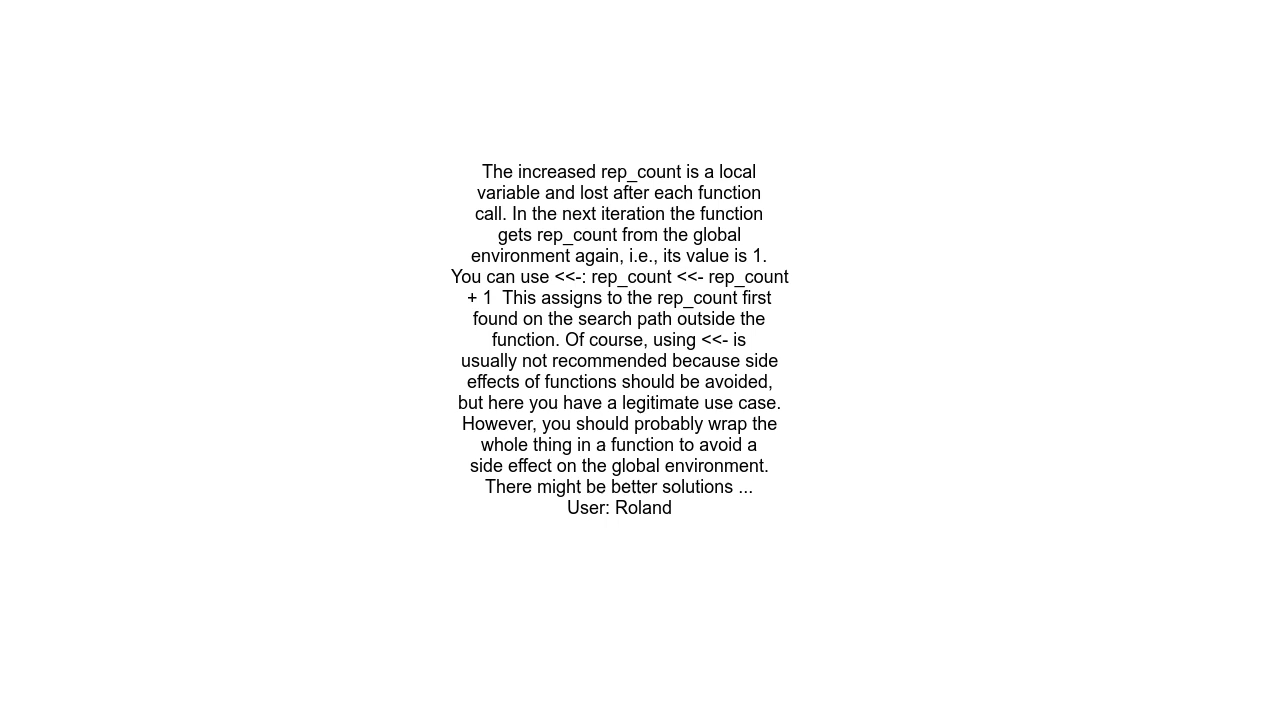 The increased rep_count is a local
variable and lost after each function
call. In the next iteration the function
gets rep_count from the global
environment again, i.e., its value is 1.
You can use <<-: rep_count <<- rep_count
+ 1  This assigns to the rep_count first
found on the search path outside the
function. Of course, using <<- is
usually not recommended because side
effects of functions should be avoided,
but here you have a legitimate use case.
However, you should probably wrap the
whole thing in a function to avoid a
side effect on the global environment.
There might be better solutions ...
User: Roland